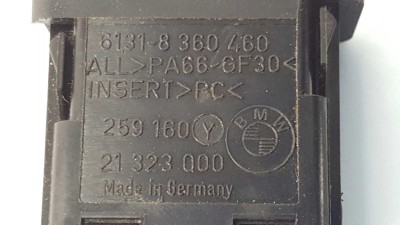 6131-8 360 460
ALL>PA66-GF30<
INSERT>PC<
259 160 Y
BMW
21 323 000
Made in Germany